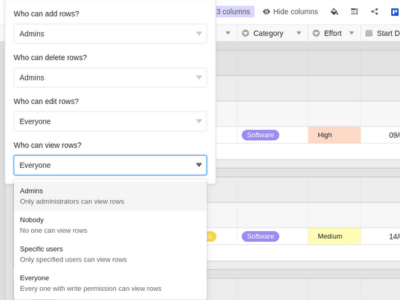 Who can add rows?
Admins
Who can delete rows?
Admins
Who can edit rows?
Everyone
Who can view rows?
Everyone
Admins
Only administrators can view rows
Nobody
No one can view rows
Specific users
Only specified users can view rows
Everyone
Every one with write permission can view rows
3 columns
Hide columns
Category
Effort
Start D
Software
High
09/
Software
Medium
14/